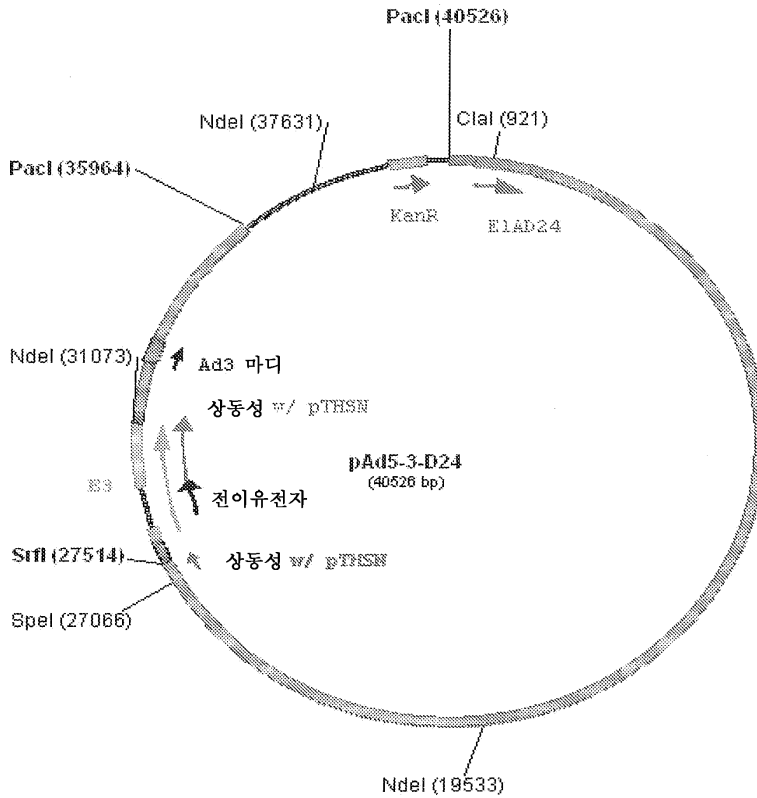 PacI (40526)
NdeI (37631)
ClaI (921)
PacI (35964)
KanR
E1AD24
NdeI (31073)
Ad3 마디
상동성 w/ pTHSN
pAd5-3-D24
(40526 bp)
E3
전이유전자
SrfI (27514)
상동성 w/ pTHSN
SpeI (27066)
NdeI (19533)